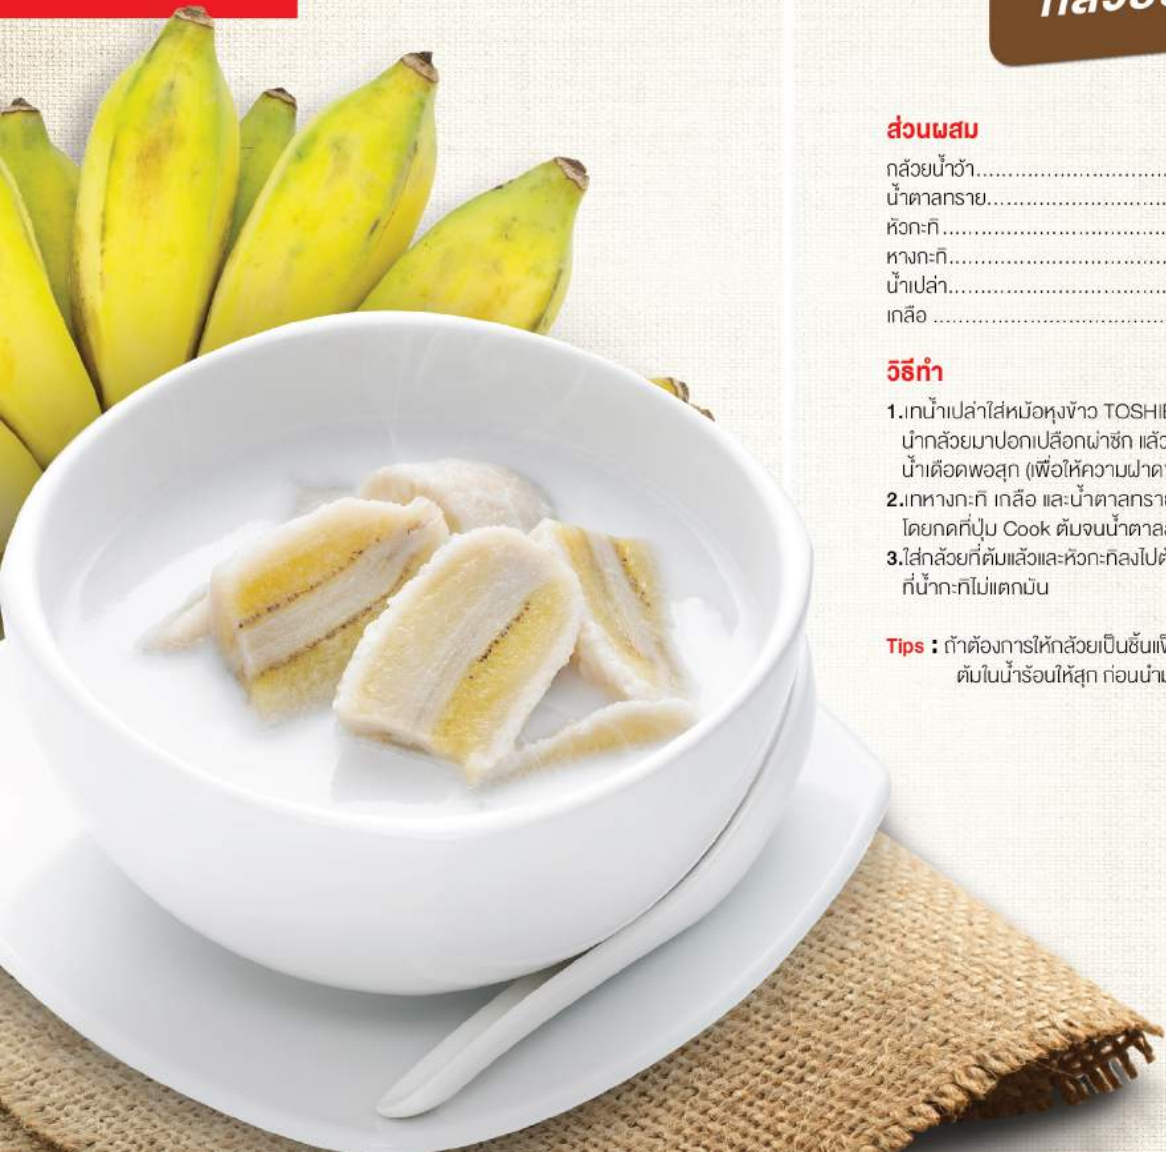 ส่วนผสม
กล้วยน้ำว้า
น้ำตาลทราย
หัวกะทิ
หางกะทิ
น้ำเปล่า
เกลือ
วิธีทำ
1.เทน้ำเปล่าใส่หม้อหุงข้าว
นำกล้วยมาปอกเปลือกผ่าซีก แล้ว
น้ำเดือดพอสุก (เพื่อให้ความฝาด
2.เทหางกะทิ เกลือ และน้ำตาลทราย
โดยกดที่ปุ่ม Cook ต้มจนน้ำตาล
3.ใส่กล้วยที่ต้มแล้วและหัวกะทิลงไป
ที่น้ำกะทิไม่แตกมัน
Tips : ถ้าต้องการให้กล้วยเป็นชิ้น
ต้มในน้ำร้อนให้สุก ก่อน